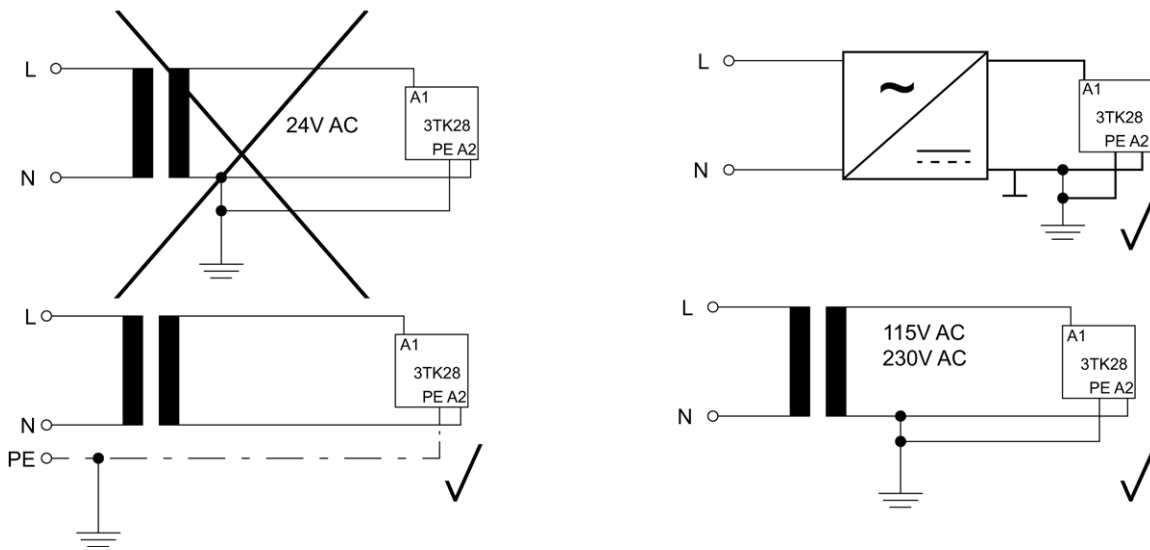 L
N
24V AC
A1
3TK28
PE A2
L
N
~
A1
3TK28
PE A2
L
N
PE
A1
3TK28
PE A2
L
N
115V AC
230V AC
A1
3TK28
PE A2